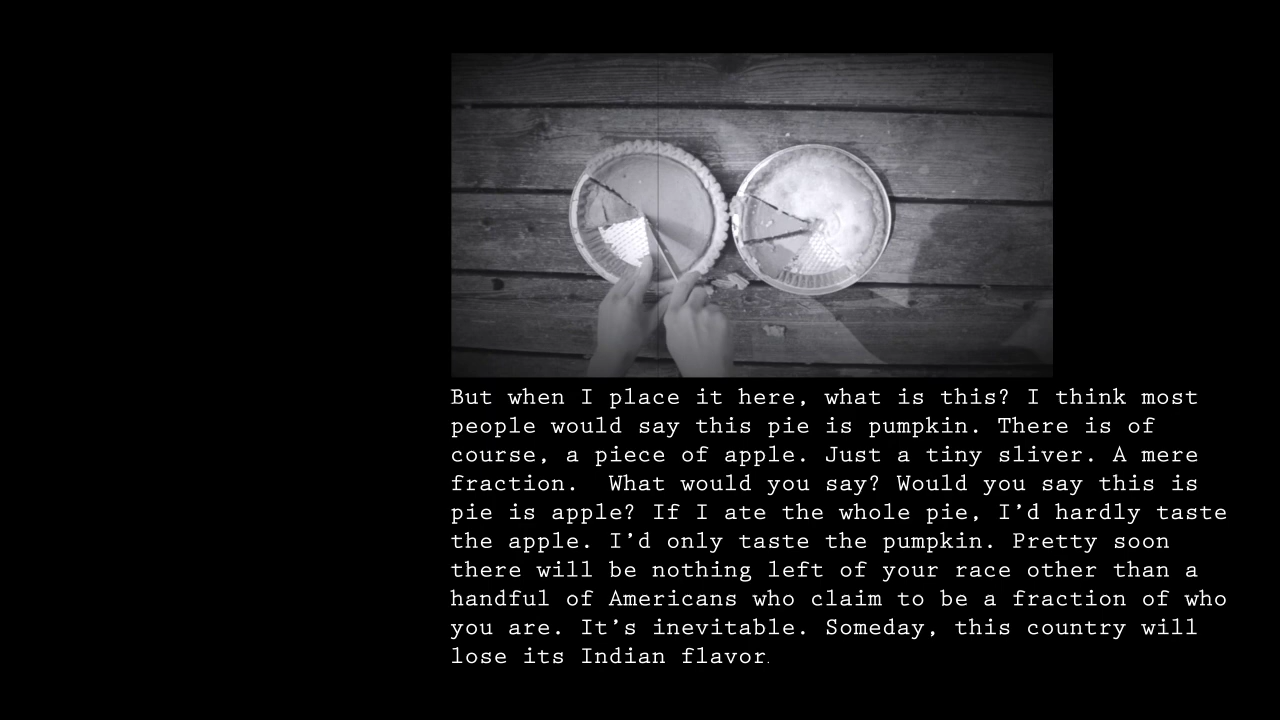 But when I place it here, what is this? I think most
people would say this pie is pumpkin. There is of
course, a piece of apple. Just a tiny sliver. A mere
fraction.  What would you say? Would you say this is
pie is apple? If I ate the whole pie, I’d hardly taste
the apple. I’d only taste the pumpkin. Pretty soon
there will be nothing left of your race other than a
handful of Americans who claim to be a fraction of who
you are. It’s inevitable. Someday, this country will
lose its Indian flavor.